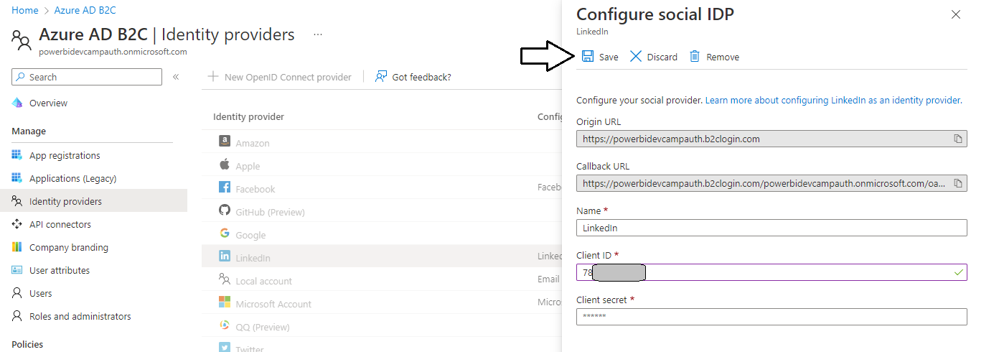 Home > Azure AD B2C
Azure AD B2C | Identity providers ...
powerbidevcampauth.onmicrosoft.com
Search «
Overview
Manage
App registrations
Applications (Legacy)
Identity providers
API connectors
Company branding
User attributes
Users
Roles and administrators
Policies
+ New OpenID Connect provider
Got feedback?
Identity provider Config
Amazon
Apple
Facebook Facebo
GitHub (Preview)
Google
LinkedIn Linked
Local account Email
Microsoft Account Micros
QQ (Preview)
Twitter
Configure social IDP
LinkedIn
Save Discard Remove
Configure your social provider. Learn more about configuring LinkedIn as an identity provider.
Origin URL
https://powerbidevcampauth.b2clogin.com
Callback URL
https://powerbidevcampauth.b2clogin.com/powerbidevcampauth.onmicrosoft.com/oa...
Name *
LinkedIn
Client ID *
78
Client secret *
******